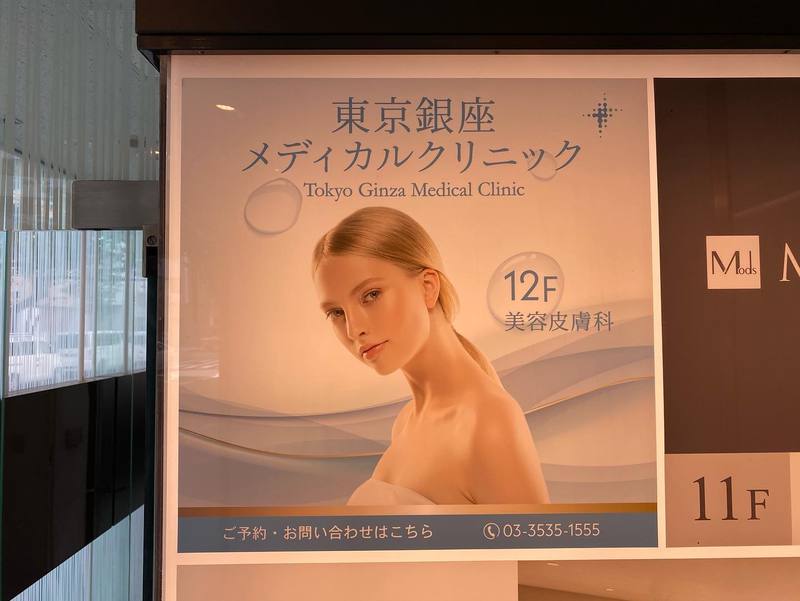 東京銀座
メディカルクリニック
Tokyo Ginza Medical Clinic
12F
美容皮膚科
ご予約・お問い合わせはこちら
03-3535-1555
Mods
M
11F